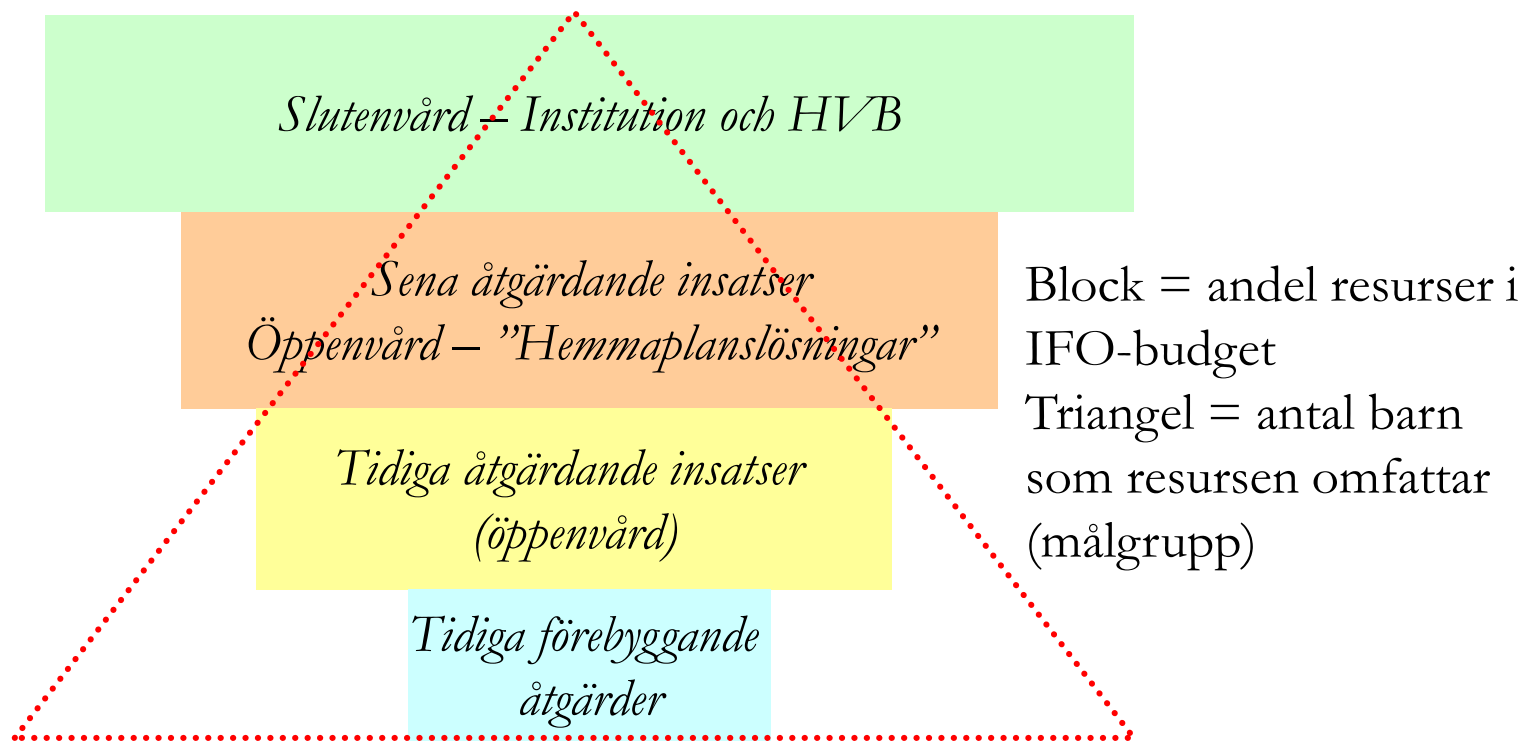 Slutenvård – Institution och HVB
Sena åtgärdande insatser
Öppenvård – ”Hemmaplanslösningar”
Tidiga åtgärdande insatser
(öppenvård)
Tidiga förebyggande
åtgärder
Block = andel resurser i
IFO-budget
Triangel = antal barn
som resursen omfattar
(målgrupp)